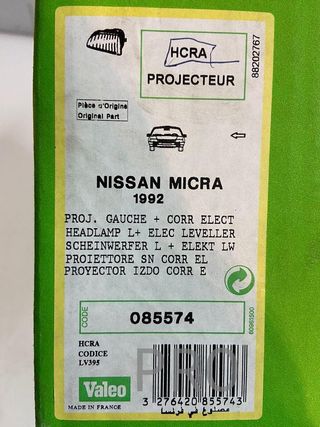 HCRA
PROJECTEUR
88202767
Pièce d'Origine
Original Part
NISSAN MICRA
1992
PROJ. GAUCHE + CORR ELECT
HEADLAMP L+ ELEC LEVELLER
SCHEINWERFER L + ELEKT LW
PROIETTORE SN CORR EL
PROYECTOR IZDO CORR E
CODE
085574
HCRA
CODICE
LV395
PRO
Valeo
MADE IN FRANCE
3 276420 855743
مصنوع في فرنسا